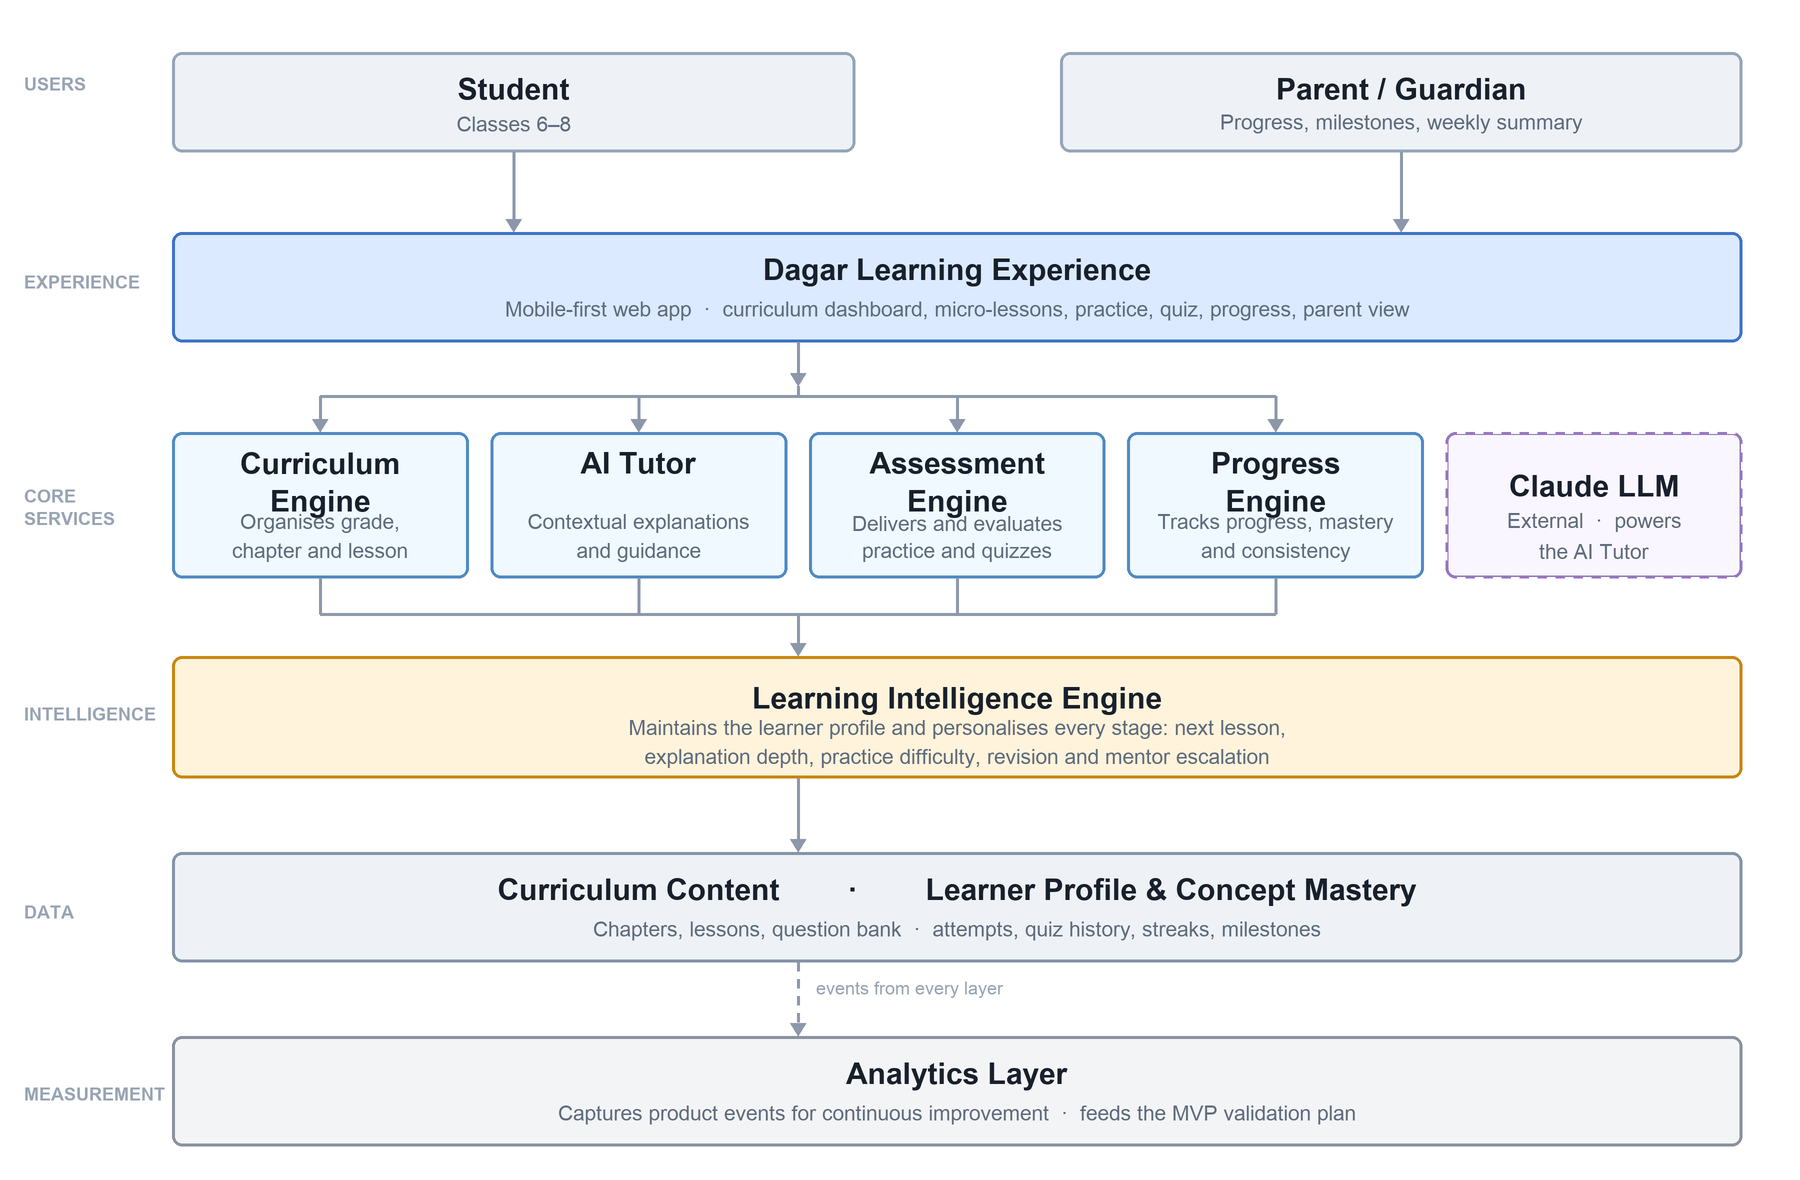 USERS
Student
Classes 6–8
Parent / Guardian
Progress, milestones, weekly summary
EXPERIENCE
Dagar Learning Experience
Mobile-first web app · curriculum dashboard, micro-lessons, practice, quiz, progress, parent view
CORE
SERVICES
Curriculum
Engine
Organises grade,
chapter and lesson
AI Tutor
Contextual explanations
and guidance
Assessment
Engine
Delivers and evaluates
practice and quizzes
Progress
Engine
Tracks progress, mastery
and consistency
Claude LLM
External · powers
the AI Tutor
INTELLIGENCE
Learning Intelligence Engine
Maintains the learner profile and personalises every stage: next lesson,
explanation depth, practice difficulty, revision and mentor escalation
DATA
Curriculum Content · Learner Profile & Concept Mastery
Chapters, lessons, question bank · attempts, quiz history, streaks, milestones
events from every layer
MEASUREMENT
Analytics Layer
Captures product events for continuous improvement · feeds the MVP validation plan